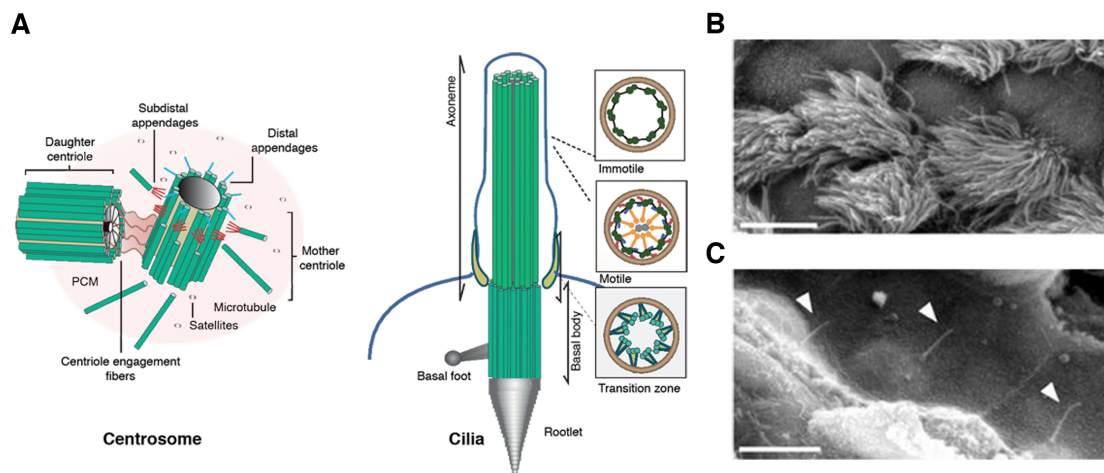 A
Subdistal
appendages
Daughter
centriole
Distal
appendages
PCM
Mother
centriole
Microtubule
Satellites
Centriole engagement
fibers
Centrosome
Axoneme
Immotile
Motile
Basal body
Transition zone
Basal foot
Rootlet
Cilia
B
C